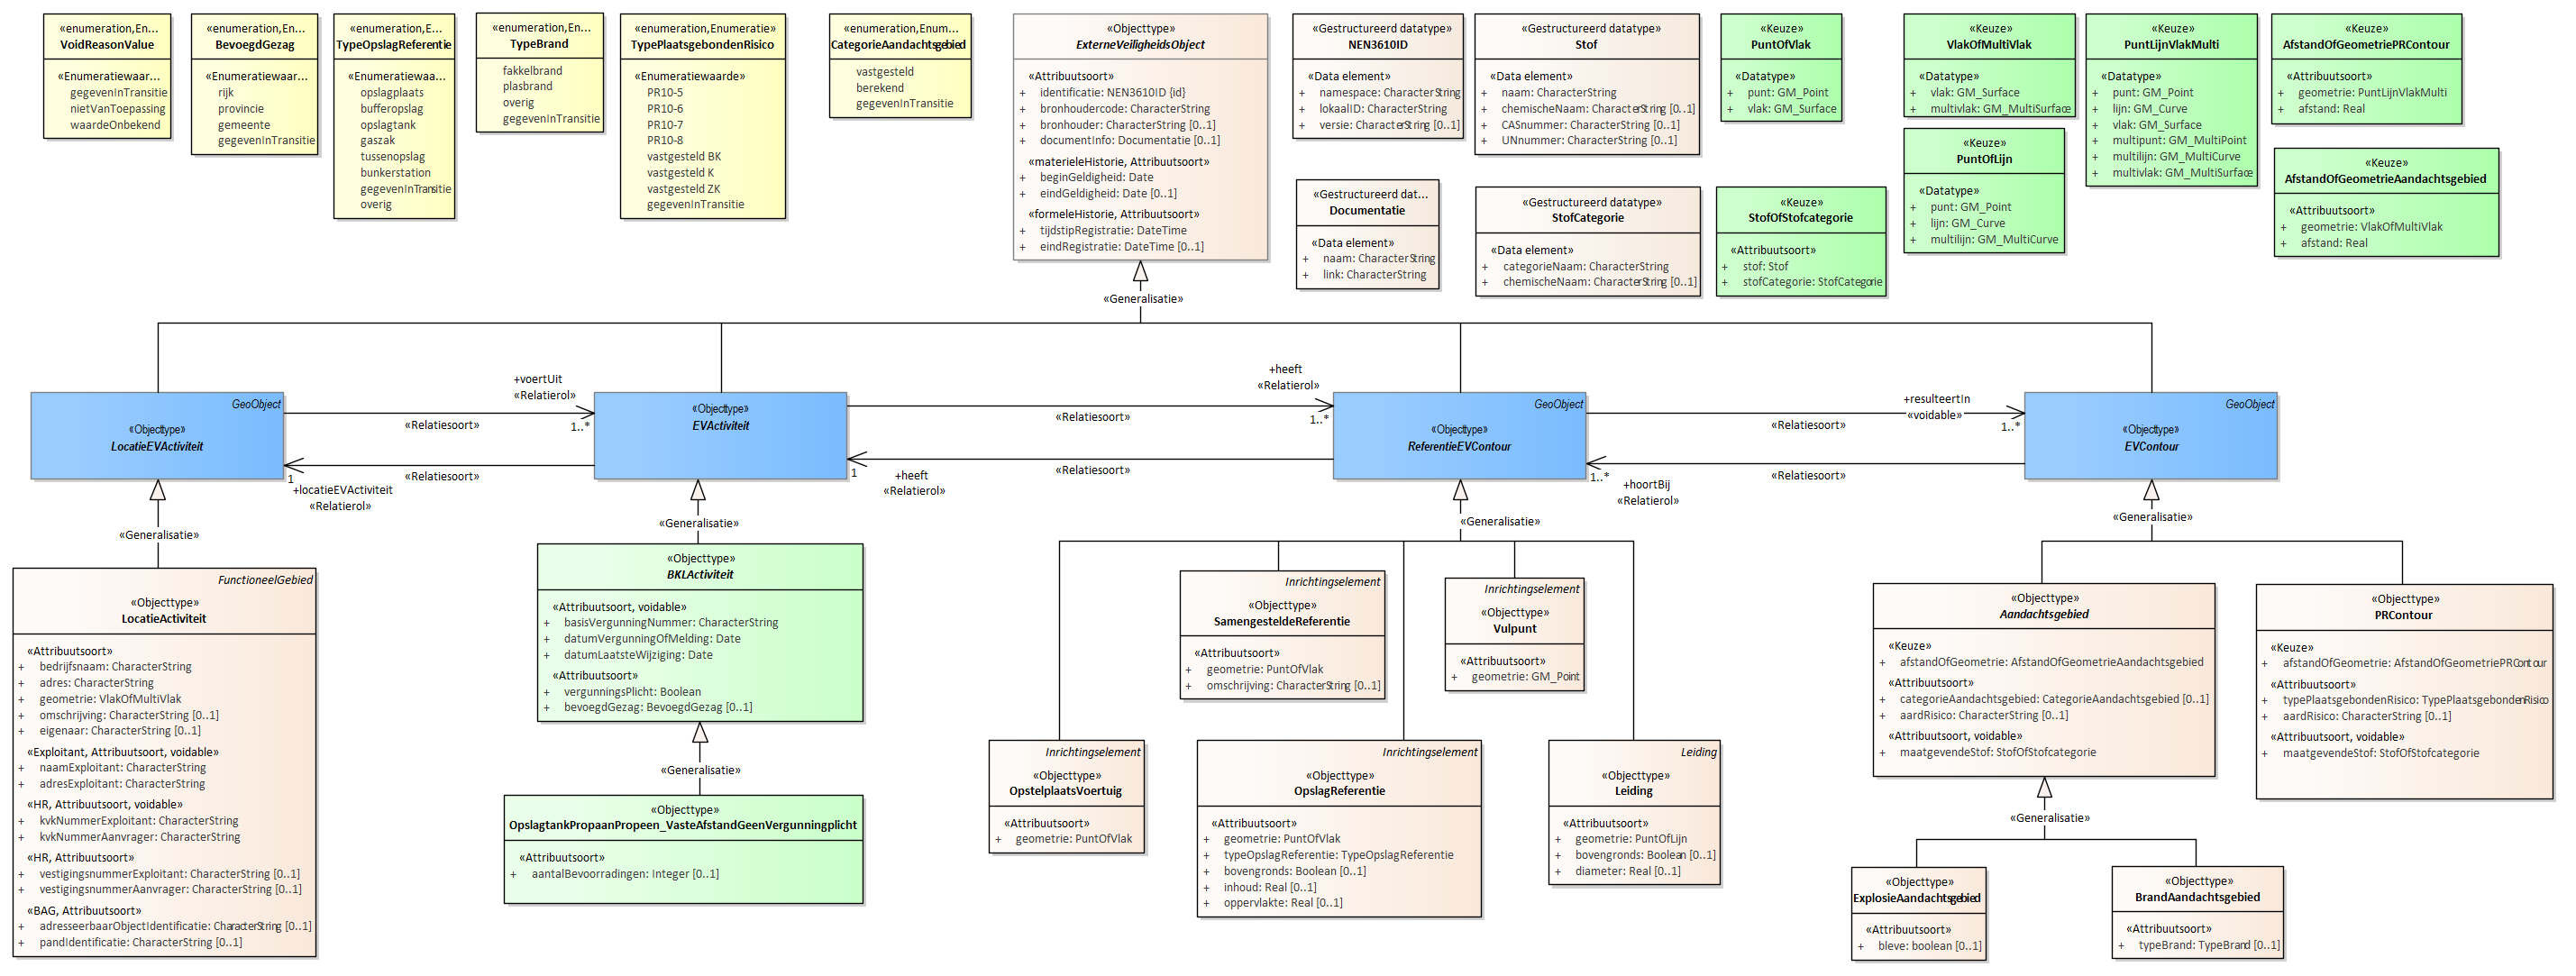 «enumeration,En...
VoidReasonValue
«Enumeratiewaar...
gegevenInTransitie
nietVanToepassing
waardeOnbekend
«enumeration,En...
BevoegdGezag
«Enumeratiewaar...
rijk
provincie
gemeente
gegevenInTransitie
«enumeration,Enu...
TypeOpslagReferentie
«Enumeratiewaa...
opslagplaats
bufferopslag
opslagtank
gaszak
tussenopslag
bunkerstation
gegevenInTransitie
overig
«enumeration,En...
TypeBrand
fakkelbrand
plasbrand
overig
gegevenInTransitie
«enumeration,Enumeratie»
TypePlaatsgebondenRisico
«Enumeratiewaarde»
PR10-5
PR10-6
PR10-7
PR10-8
vastgesteld BK
vastgesteld K
vastgesteld ZK
gegevenInTransitie
«enumeration,Enum...
CategorieAandachtsgebied
vastgesteld
berekend
gegevenInTransitie
«Objecttype»
ExterneVeiligheidsObject
«Attribuutsoort»
+ identificatie: NEN3610ID {id}
+ bronhoudercode: CharacterString
+ bronhouder: CharacterString [0..1]
+ documentInfo: Documentatie [0..1]
«materieleHistorie, Attribuutsoort»
+ beginGeldigheid: Date
+ eindGeldigheid: Date [0..1]
«formeleHistorie, Attribuutsoort»
+ tijdstipRegistratie: DateTime
+ eindRegistratie: DateTime [0..1]
«Gestructureerd datatype»
NEN3610ID
«Data element»
+ namespace: CharacterString
+ lokaalID: CharacterString
+ versie: CharacterString [0..1]
«Gestructureerd dat...
Documentatie
«Data element»
+ naam: CharacterString
+ link: CharacterString
«Gestructureerd datatype»
Stof
«Data element»
+ naam: CharacterString
+ chemischeNaam: CharacterString [0..1]
+ CASnummer: CharacterString [0..1]
+ UNnummer: CharacterString [0..1]
«Gestructureerd datatype»
StofCategorie
«Data element»
+ categorieNaam: CharacterString
+ chemischeNaam: CharacterString [0..1]
«Keuze»
PuntOfVlak
«Datatype»
+ punt: GM_Point
+ vlak: GM_Surface
«Keuze»
StofOfStofcategorie
«Attribuutsoort»
+ stof: Stof
+ stofCategorie: StofCategorie
«Keuze»
VlakOfMultiVlak
«Datatype»
+ vlak: GM_Surface
+ multivlak: GM_MultiSurface
«Keuze»
PuntOfLijn
«Datatype»
+ punt: GM_Point
+ lijn: GM_Curve
+ multilijn: GM_MultiCurve
«Keuze»
PuntLijnVlakMulti
«Datatype»
+ punt: GM_Point
+ lijn: GM_Curve
+ vlak: GM_Surface
+ multipunt: GM_MultiPoint
+ multilijn: GM_MultiCurve
+ multivlak: GM_MultiSurface
«Keuze»
AfstandOfGeometriePRContour
«Attribuutsoort»
+ geometrie: PuntLijnVlakMulti
+ afstand: Real
«Keuze»
AfstandOfGeometrieAandachtsgebied
«Attribuutsoort»
+ geometrie: VlakOfMultiVlak
+ afstand: Real
«Generalisatie»
GeoObject
«Objecttype»
LocatieEVActiviteit
+voertUit
«Relatierol»
1..*
«Relatiesoort»
«Relatiesoort»
1
+locatieEVActiviteit
«Relatierol»
«Objecttype»
EVActiviteit
+heeft
«Relatierol»
1..*
«Relatiesoort»
«Relatiesoort»
1
+heeft
«Relatierol»
GeoObject
«Objecttype»
ReferentieEVContour
+resulteertIn
«voidable»
1..*
«Relatiesoort»
«Relatiesoort»
1..*
+hoortBij
«Relatierol»
GeoObject
«Objecttype»
EVContour
«Generalisatie»
«Generalisatie»
«Generalisatie»
«Generalisatie»
FunctioneelGebied
«Objecttype»
LocatieActiviteit
«Attribuutsoort»
+ bedrijfsnaam: CharacterString
+ adres: CharacterString
+ geometrie: VlakOfMultiVlak
+ omschrijving: CharacterString [0..1]
+ eigenaar: CharacterString [0..1]
«Exploitant, Attribuutsoort, voidable»
+ naamExploitant: CharacterString
+ adresExploitant: CharacterString
«HR, Attribuutsoort, voidable»
+ kvkNummerExploitant: CharacterString
+ kvkNummerAanvrager: CharacterString
«HR, Attribuutsoort»
+ vestigingsnummerExploitant: CharacterString [0..1]
+ vestigingsnummerAanvrager: CharacterString [0..1]
«BAG, Attribuutsoort»
+ adresseerbaarObjectIdentificatie: CharacterString [0..1]
+ pandIdentificatie: CharacterString [0..1]
«Objecttype»
BKLActiviteit
«Attribuutsoort, voidable»
+ basisVergunningNummer: CharacterString
+ datumVergunningOfMelding: Date
+ datumLaatsteWijziging: Date
«Attribuutsoort»
+ vergunningsPlicht: Boolean
+ bevoegdGezag: BevoegdGezag [0..1]
«Generalisatie»
«Objecttype»
OpslagtankPropaanPropeen_VasteAfstandGeenVergunningplicht
«Attribuutsoort»
+ aantalBevoorradingen: Integer [0..1]
Inrichtingselement
«Objecttype»
SamengesteldeReferentie
«Attribuutsoort»
+ geometrie: PuntOfVlak
+ omschrijving: CharacterString [0..1]
Inrichtingselement
«Objecttype»
Vulpunt
«Attribuutsoort»
+ geometrie: GM_Point
Inrichtingselement
«Objecttype»
OpstelplaatsVoertuig
«Attribuutsoort»
+ geometrie: PuntOfVlak
Inrichtingselement
«Objecttype»
OpslagReferentie
«Attribuutsoort»
+ geometrie: PuntOfVlak
+ typeOpslagReferentie: TypeOpslagReferentie
+ bovengronds: Boolean [0..1]
+ inhoud: Real [0..1]
+ oppervlakte: Real [0..1]
Leiding
«Objecttype»
Leiding
«Attribuutsoort»
+ geometrie: PuntOfLijn
+ bovengronds: Boolean [0..1]
+ diameter: Real [0..1]
«Objecttype»
Aandachtsgebied
«Keuze»
+ afstandOfGeometrie: AfstandOfGeometrieAandachtsgebied
«Attribuutsoort»
+ categorieAandachtsgebied: CategorieAandachtsgebied [0..1]
+ aardRisico: CharacterString [0..1]
«Attribuutsoort, voidable»
+ maatgevendeStof: StofOfStofcategorie
«Objecttype»
PRContour
«Keuze»
+ afstandOfGeometrie: AfstandOfGeometriePRContour
«Attribuutsoort»
+ typePlaatsgebondenRisico: TypePlaatsgebondenRisico
+ aardRisico: CharacterString [0..1]
«Attribuutsoort, voidable»
+ maatgevendeStof: StofOfStofcategorie
«Generalisatie»
«Objecttype»
ExplosieAandachtsgebied
«Attribuutsoort»
+ bleve: boolean [0..1]
«Objecttype»
BrandAandachtsgebied
«Attribuutsoort»
+ typeBrand: TypeBrand [0..1]